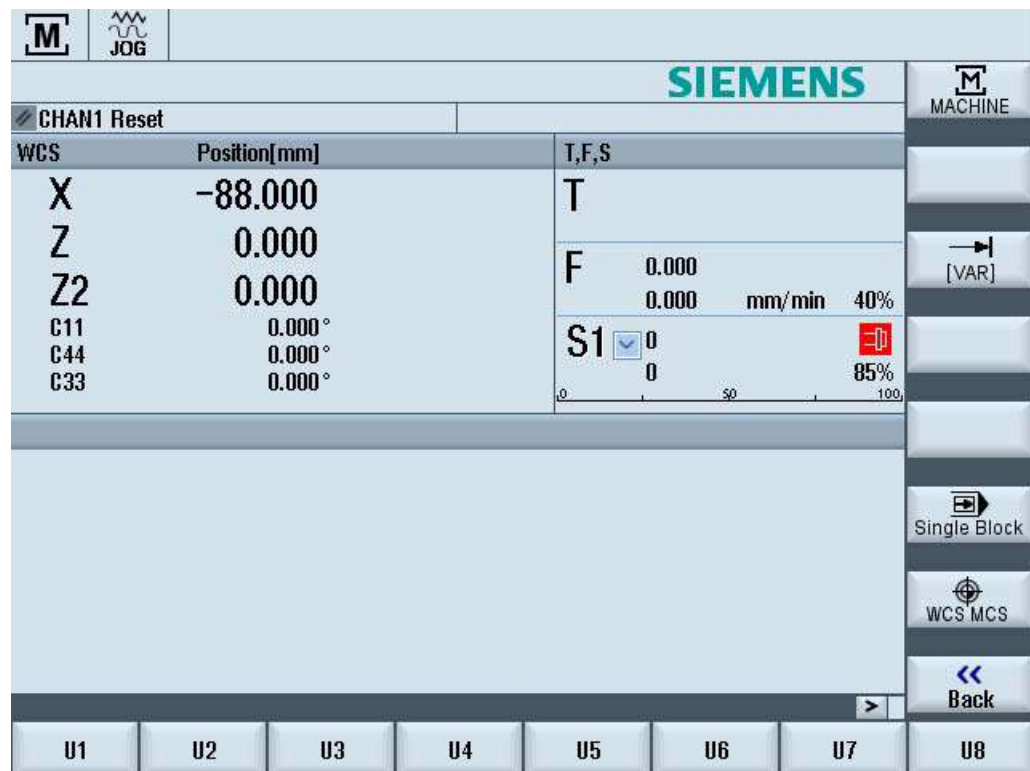 M
JOG
SIEMENS
M
MACHINE
CHAN1 Reset
WCS Position[mm]
T,F,S
X -88.000
Z 0.000
Z2 0.000
C11 0.000°
C44 0.000°
C33 0.000°
T
F 0.000
0.000 mm/min 40%
S1 0
0 85%
0 50 100
[VAR]
Single Block
WCS MCS
<<
Back
>
U1 U2 U3 U4 U5 U6 U7 U8